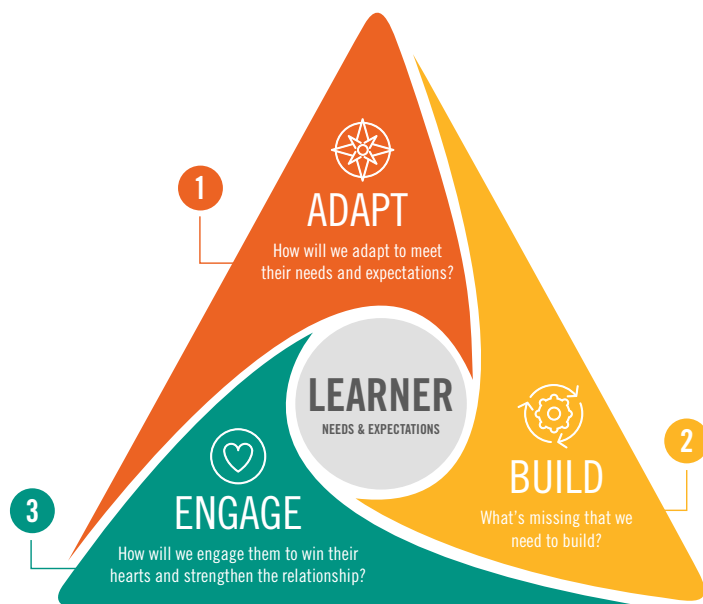 1
ADAPT
How will we adapt to meet
their needs and expectations?
LEARNER
NEEDS & EXPECTATIONS
2
BUILD
What's missing that we
need to build?
3
ENGAGE
How will we engage them to win their
hearts and strengthen the relationship?